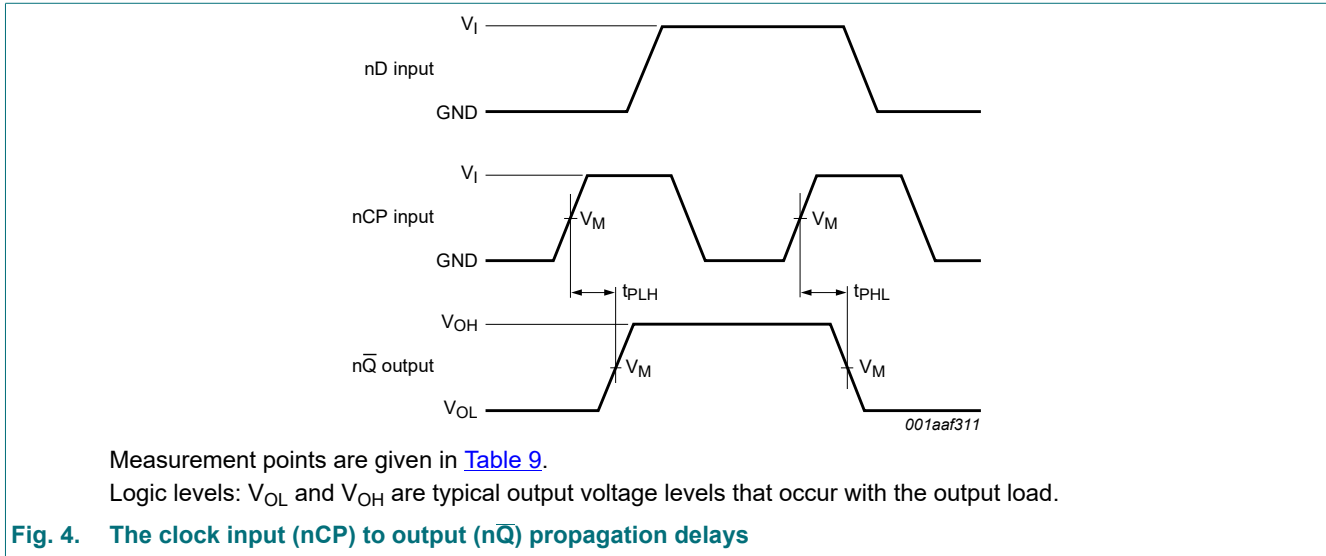 V_I
nD input
GND
V_I
nCP input
V_M
V_M
GND
t_PLH
t_PHL
V_OH
nQ̅ output
V_M
V_M
V_OL
001aaf311
Measurement points are given in Table 9.
Logic levels: V_OL and V_OH are typical output voltage levels that occur with the output load.
Fig. 4. The clock input (nCP) to output (nQ̅) propagation delays